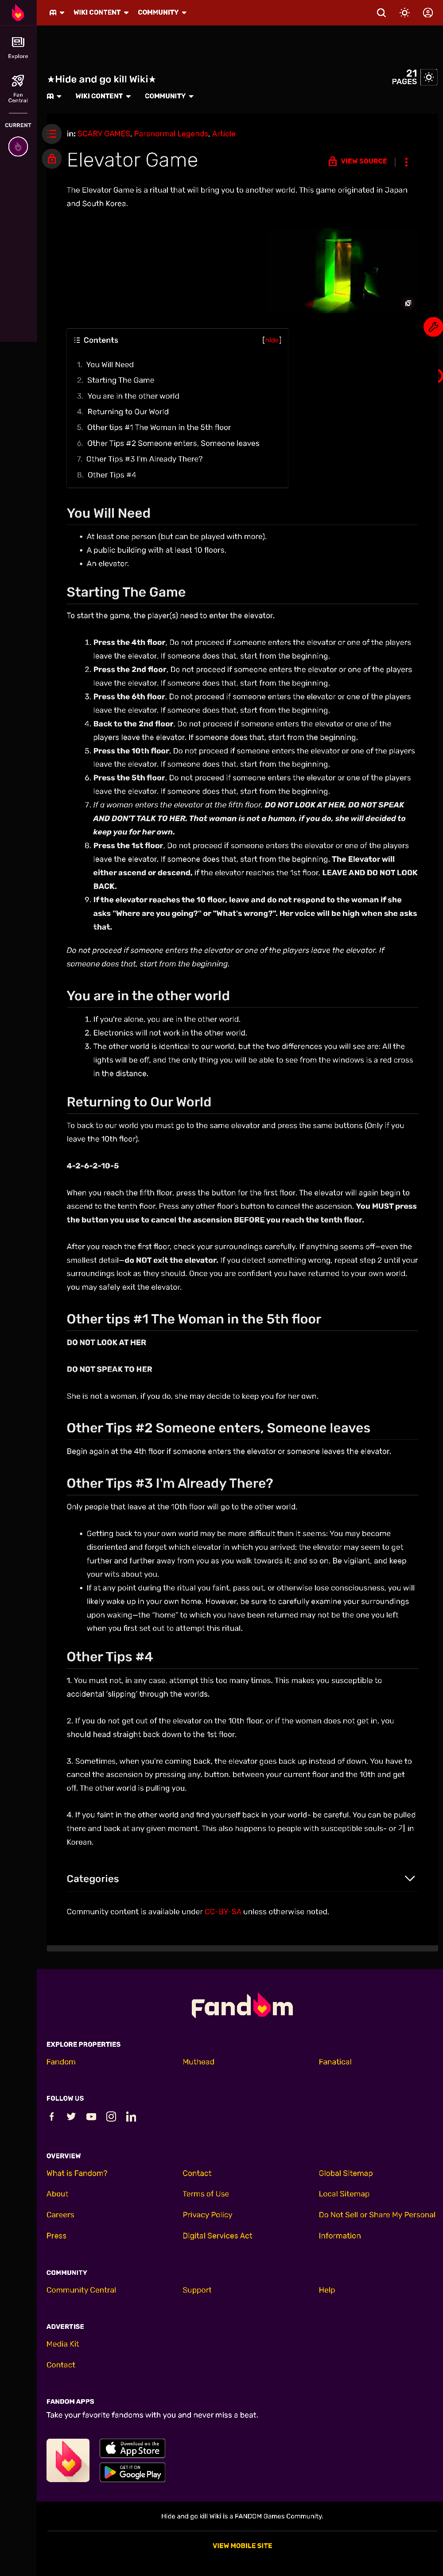 WIKI CONTENT
COMMUNITY
Explore
Fan
Central
CURRENT
★Hide and go kill Wiki★
21
PAGES
WIKI CONTENT
COMMUNITY
in: SCARY GAMES, Paranormal Legends, Article
Elevator Game
VIEW SOURCE
The Elevator Game is a ritual that will bring you to another world. This game originated in Japan
and South Korea.
Contents
[hide]
1. You Will Need
2. Starting The Game
3. You are in the other world
4. Returning to Our World
5. Other tips #1 The Woman in the 5th floor
6. Other Tips #2 Someone enters, Someone leaves
7. Other Tips #3 I'm Already There?
8. Other Tips #4
You Will Need
At least one person (but can be played with more).
A public building with at least 10 floors.
An elevator.
Starting The Game
To start the game, the player(s) need to enter the elevator.
1. Press the 4th floor, Do not proceed if someone enters the elevator or one of the players
leave the elevator. If someone does that, start from the beginning.
2. Press the 2nd floor, Do not proceed if someone enters the elevator or one of the players
leave the elevator. If someone does that, start from the beginning.
3. Press the 6th floor, Do not proceed if someone enters the elevator or one of the players
leave the elevator. If someone does that, start from the beginning.
4. Back to the 2nd floor, Do not proceed if someone enters the elevator or one of the
players leave the elevator. If someone does that, start from the beginning.
5. Press the 10th floor, Do not proceed if someone enters the elevator or one of the players
leave the elevator. If someone does that, start from the beginning.
6. Press the 5th floor. Do not proceed if someone enters the elevator or one of the players
leave the elevator. If someone does that, start from the beginning.
7. If a woman enters the elevator at the fifth floor, DO NOT LOOK AT HER, DO NOT SPEAK
AND DON'T TALK TO HER. That woman is not a human, if you do, she will decided to
keep you for her own.
8. Press the 1st floor, Do not proceed if someone enters the elevator or one of the players
leave the elevator. If someone does that, start from the beginning. The Elevator will
either ascend or descend, if the elevator reaches the 1st floor. LEAVE AND DO NOT LOOK
BACK.
9. If the elevator reaches the 10 floor, leave and do not respond to the woman if she
asks "Where are you going?" or "What's wrong?". Her voice will be high when she asks
that.
Do not proceed if someone enters the elevator or one of the players leave the elevator. If
someone does that, start from the beginning.
You are in the other world
1. If you're alone, you are in the other world.
2. Electronics will not work in the other world.
3. The other world is identical to our world, but the two differences you will see are: All the
lights will be off, and the only thing you will be able to see from the windows is a red cross
in the distance.
Returning to Our World
To back to our world you must go to the same elevator and press the same buttons (Only if you
leave the 10th floor).
4-2-6-2-10-5
When you reach the fifth floor, press the button for the first floor. The elevator will again begin to
ascend to the tenth floor. Press any other floor's button to cancel the ascension. You MUST press
the button you use to cancel the ascension BEFORE you reach the tenth floor.
After you reach the first floor, check your surroundings carefully. If anything seems off—even the
smallest detail—do NOT exit the elevator. If you detect something wrong, repeat step 2 until your
surroundings look as they should. Once you are confident you have returned to your own world,
you may safely exit the elevator.
Other tips #1 The Woman in the 5th floor
DO NOT LOOK AT HER
DO NOT SPEAK TO HER
She is not a woman, if you do, she may decide to keep you for her own.
Other Tips #2 Someone enters, Someone leaves
Begin again at the 4th floor if someone enters the elevator or someone leaves the elevator.
Other Tips #3 I'm Already There?
Only people that leave at the 10th floor will go to the other world.
Getting back to your own world may be more difficult than it seems: You may become
disoriented and forget which elevator in which you arrived; the elevator may seem to get
further and further away from you as you walk towards it; and so on. Be vigilant, and keep
your wits about you.
If at any point during the ritual you faint, pass out, or otherwise lose consciousness, you will
likely wake up in your own home. However, be sure to carefully examine your surroundings
upon waking—the "home" to which you have been returned may not be the one you left
when you first set out to attempt this ritual.
Other Tips #4
1. You must not, in any case, attempt this too many times. This makes you susceptible to
accidental 'slipping' through the worlds.
2. If you do not get out of the elevator on the 10th floor, or if the woman does not get in, you
should head straight back down to the 1st floor.
3. Sometimes, when you're coming back, the elevator goes back up instead of down. You have to
cancel the ascension by pressing any. button. between your current floor and the 10th and get
off. The other world is pulling you.
4. If you faint in the other world and find yourself back in your world- be careful. You can be pulled
there and back at any given moment. This also happens to people with susceptible souls- or 기 in
Korean.
Categories
Community content is available under CC-BY-SA unless otherwise noted.
Fandom
EXPLORE PROPERTIES
Fandom
Muthead
Fanatical
FOLLOW US
OVERVIEW
What is Fandom?
Contact
Global Sitemap
About
Terms of Use
Local Sitemap
Careers
Privacy Policy
Do Not Sell or Share My Personal
Press
Digital Services Act
Information
COMMUNITY
Community Central
Support
Help
ADVERTISE
Media Kit
Contact
FANDOM APPS
Take your favorite fandoms with you and never miss a beat.
Download on the
App Store
GET IT ON
Google Play
Hide and go kill Wiki is a FANDOM Games Community.
VIEW MOBILE SITE